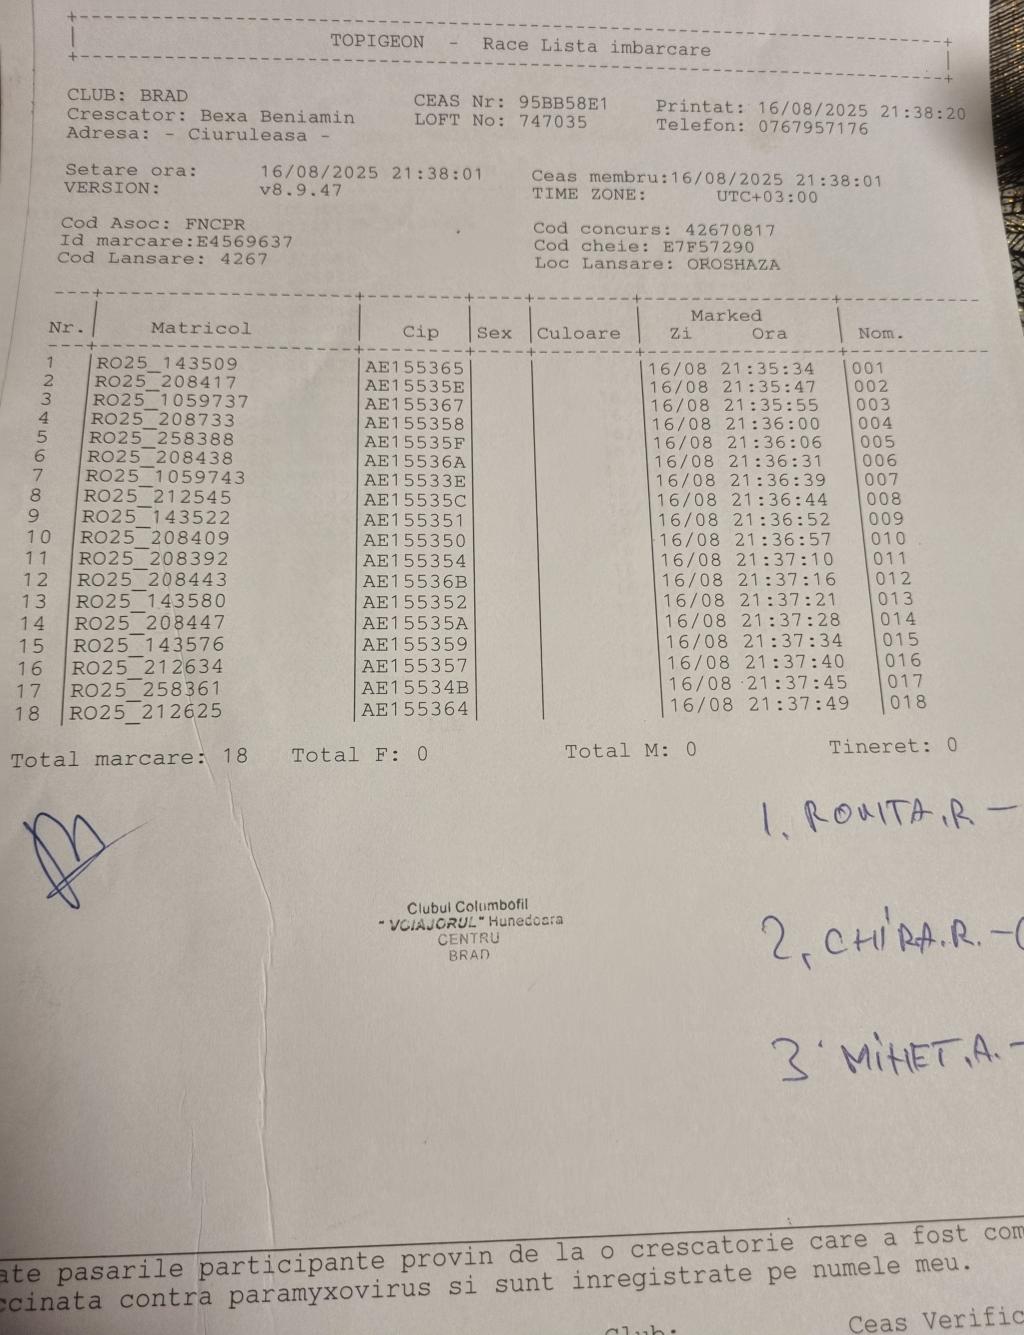 TOPIGEON - Race Lista imbarcare
CLUB: BRAD CEAS Nr: 95BB58E1 Printat: 16/08/2025 21:38:20
Crescator: Bexa Beniamin LOFT No: 747035 Telefon: 0767957176
Adresa: - Ciuruleasa -
Setare ora: 16/08/2025 21:38:01 Ceas membru:16/08/2025 21:38:01
VERSION: v8.9.47 TIME ZONE: UTC+03:00
Cod Asoc: FNCPR Cod concurs: 42670817
Id marcare:E4569637 Cod cheie: E7F57290
Cod Lansare: 4267 Loc Lansare: OROSHAZA
Marked
Nr. Matricol Cip Sex Culoare Zi Ora Nom.
1 RO25_143509 AE155365 16/08 21:35:34 001
2 RO25_208417 AE15535E 16/08 21:35:47 002
3 RO25_1059737 AE155367 16/08 21:35:55 003
4 RO25_208733 AE155358 16/08 21:36:00 004
5 RO25_258388 AE15535F 16/08 21:36:06 005
6 RO25_208438 AE15536A 16/08 21:36:31 006
7 RO25_1059743 AE15533E 16/08 21:36:39 007
8 RO25_212545 AE15535C 16/08 21:36:44 008
9 RO25_143522 AE155351 16/08 21:36:52 009
10 RO25_208409 AE155350 16/08 21:36:57 010
11 RO25_208392 AE155354 16/08 21:37:10 011
12 RO25_208443 AE15536B 16/08 21:37:16 012
13 RO25_143580 AE155352 16/08 21:37:21 013
14 RO25_208447 AE15535A 16/08 21:37:28 014
15 RO25_143576 AE155359 16/08 21:37:34 015
16 RO25_212634 AE155357 16/08 21:37:40 016
17 RO25_258361 AE15534B 16/08 21:37:45 017
18 RO25_212625 AE155364 16/08 21:37:49 018
Total marcare: 18 Total F: 0 Total M: 0 Tineret: 0
1. ROMITA.R. -
Clubul Columbofil
"VOIAJORUL" Hunedoara
CENTRU
BRAD
2, CHIRA.R. -
3 MIHET.A. -
ate pasarile participante provin de la o crescatorie care a fost com
ccinata contra paramyxovirus si sunt inregistrate pe numele meu.
Club: Ceas Verific